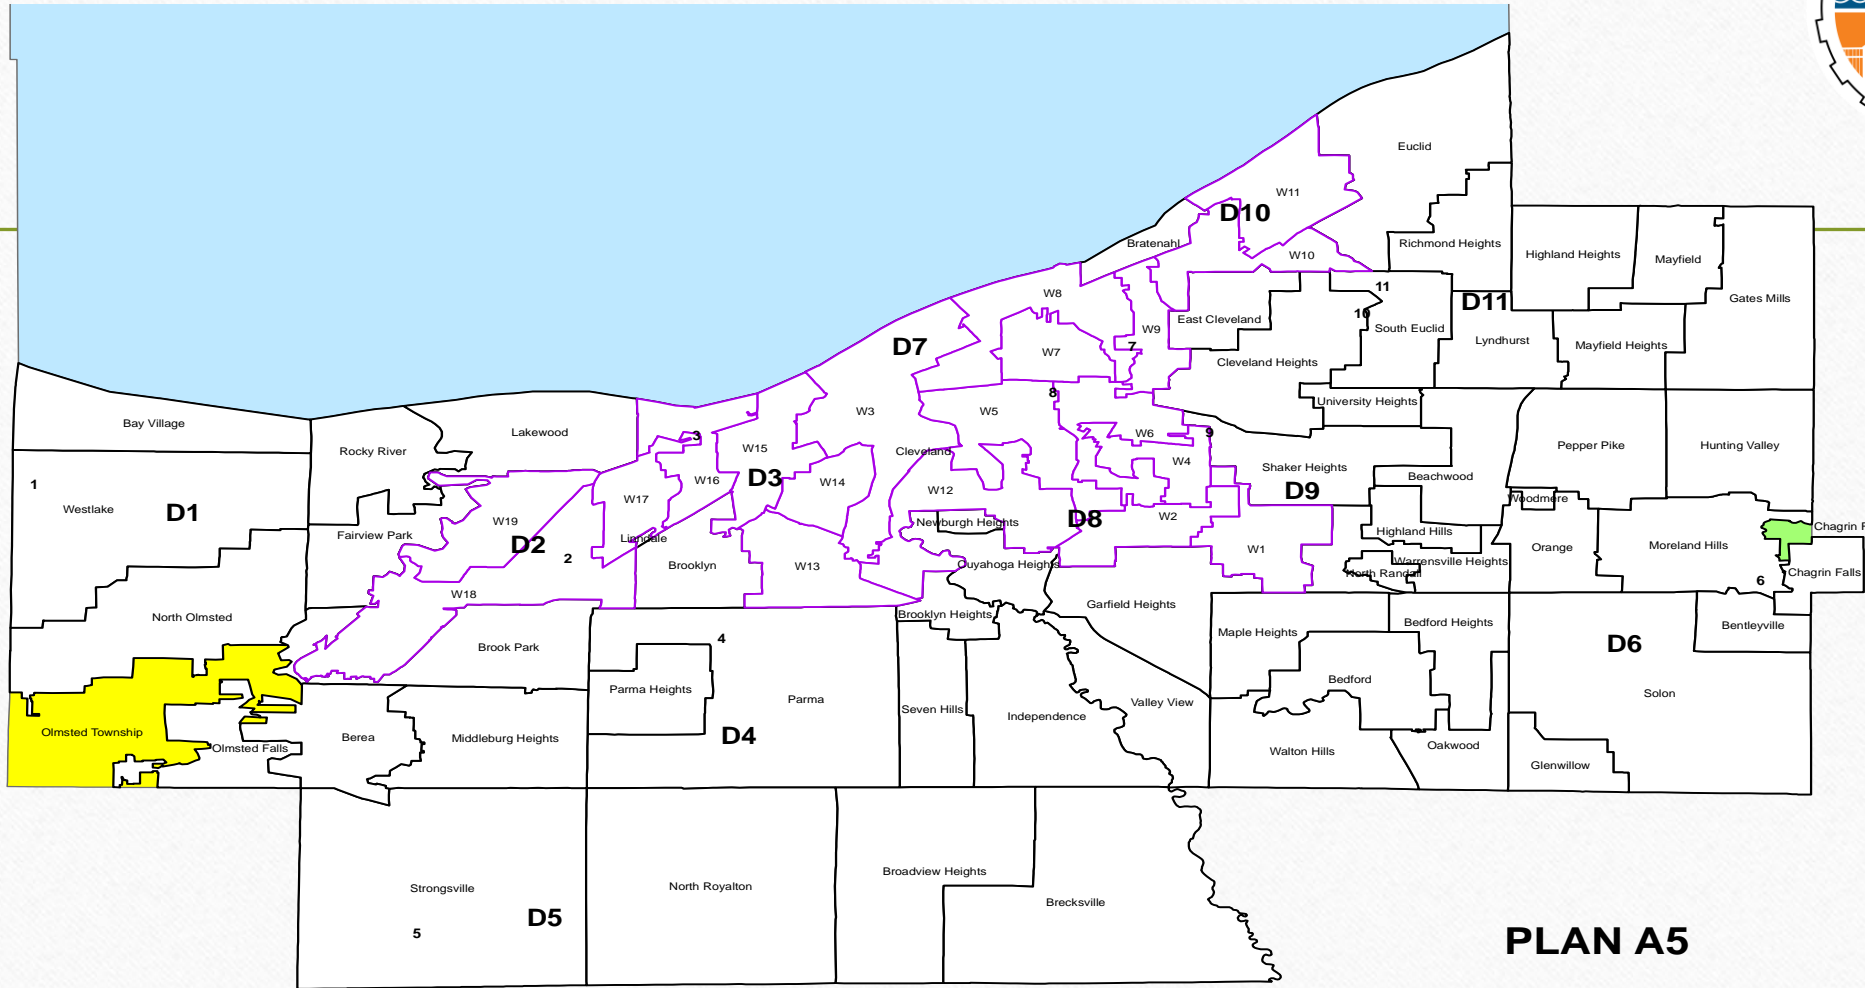 Euclid
W11
D10
Bratenahl
Richmond Heights
W10
Highland Heights
Mayfield
Gates Mills
11
W8
D11
10
East Cleveland
South Euclid
W9
Lyndhurst
Mayfield Heights
D7
7
W7
Cleveland Heights
8
University Heights
W3
W5
Bay Village
Lakewood
3
W6
9
Rocky River
W15
Cleveland
Pepper Pike
Hunting Valley
W4
Shaker Heights
Beachwood
1
D3
W16
W14
W12
D9
Westlake
D1
W17
Woodmere
W19
Newburgh Heights
D8
W2
Chagrin F
Fairview Park
Linndale
Highland Hills
D2
2
Brooklyn
W13
Cuyahoga Heights
W1
Warrensville Heights
Orange
Moreland Hills
North Randall
Chagrin Falls
6
W18
Garfield Heights
North Olmsted
Brooklyn Heights
Bedford Heights
Bentleyville
Maple Heights
4
D6
Brook Park
Parma Heights
Parma
Bedford
Solon
Seven Hills
Independence
Valley View
Olmsted Township
Olmsted Falls
Berea
Middleburg Heights
D4
Walton Hills
Oakwood
Glenwillow
Strongsville
North Royalton
Broadview Heights
Brecksville
D5
5
PLAN A5